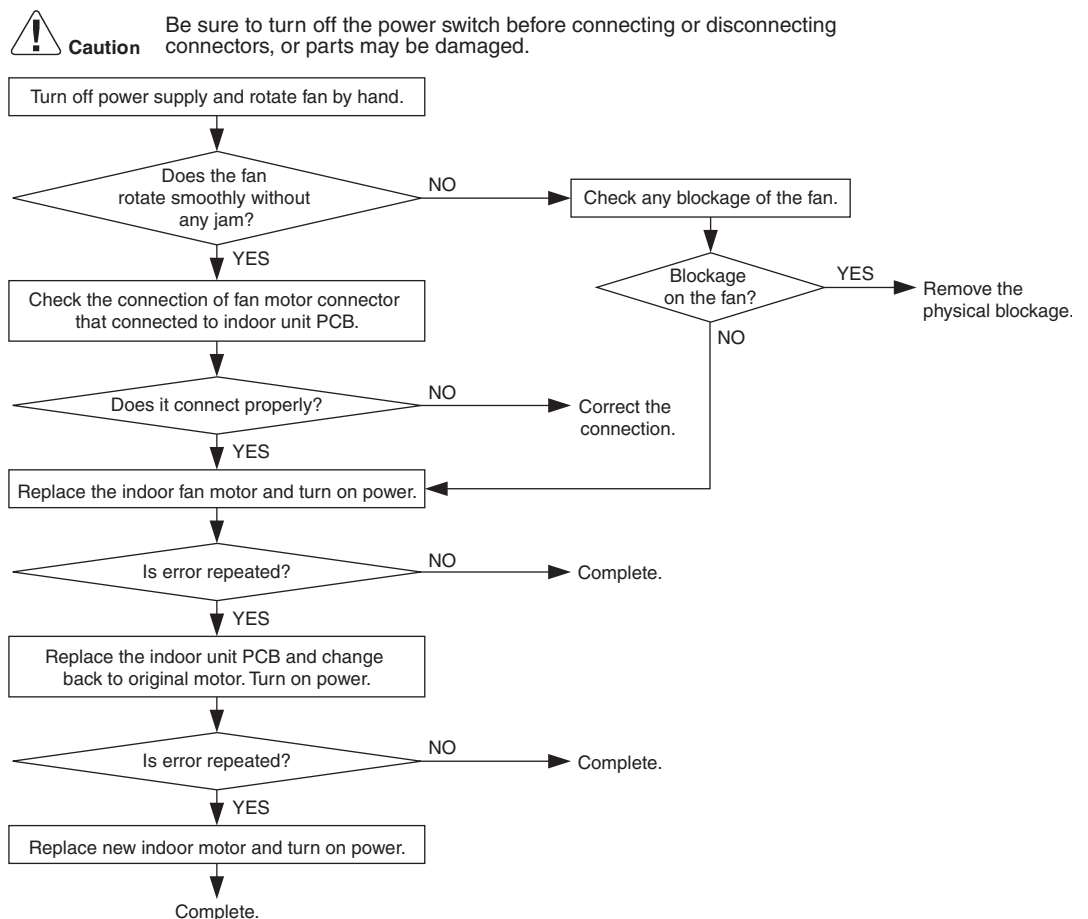 Be sure to turn off the power switch before connecting or disconnecting
Caution connectors, or parts may be damaged.
Turn off power supply and rotate fan by hand.
Does the fan
rotate smoothly without
any jam?
NO
Check any blockage of the fan.
YES
Blockage
on the fan?
YES
Remove the
physical blockage.
NO
Check the connection of fan motor connector
that connected to indoor unit PCB.
Does it connect properly?
NO
Correct the
connection.
YES
Replace the indoor fan motor and turn on power.
Is error repeated?
NO
Complete.
YES
Replace the indoor unit PCB and change
back to original motor. Turn on power.
Is error repeated?
NO
Complete.
YES
Replace new indoor motor and turn on power.
Complete.